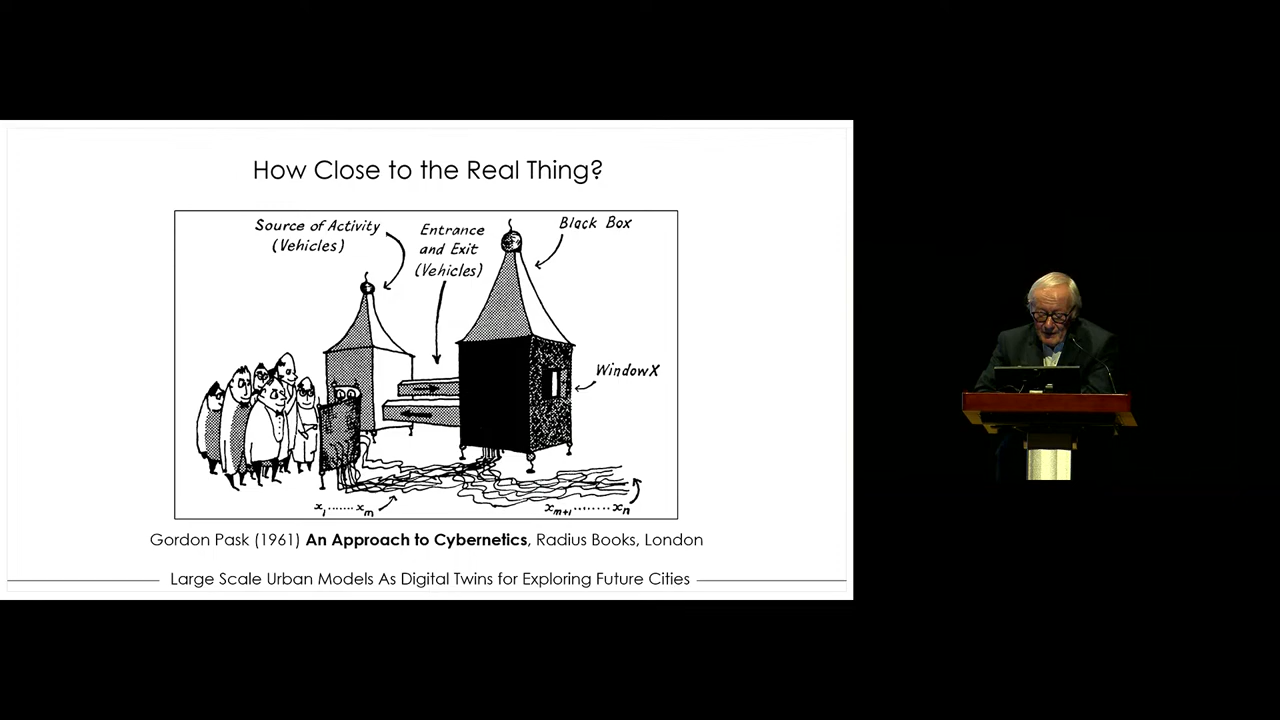 How Close to the Real Thing?
Source of Activity
(Vehicles)
Entrance
and Exit
(Vehicles)
Black Box
Window X
x₁.......xₘ
xₘ₊₁.........xₙ
Gordon Pask (1961) An Approach to Cybernetics, Radius Books, London
Large Scale Urban Models As Digital Twins for Exploring Future Cities